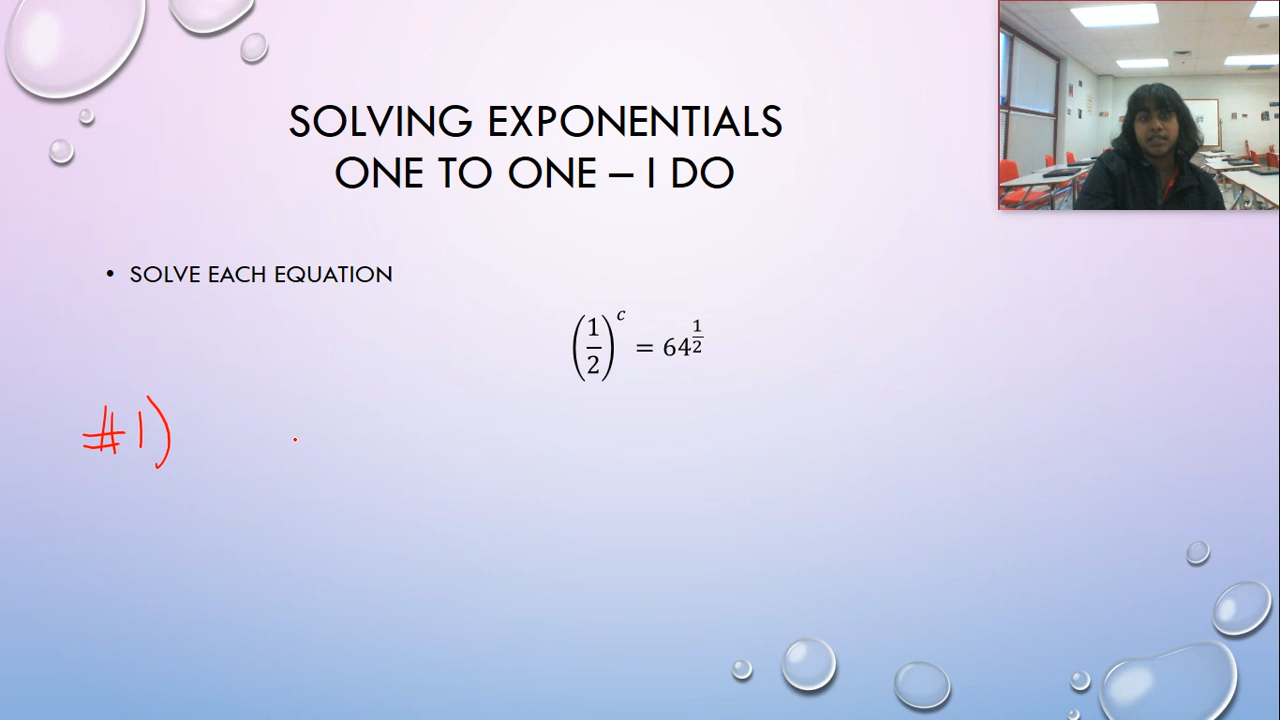 SOLVING EXPONENTIALS
ONE TO ONE – I DO
• SOLVE EACH EQUATION
(1/2)^c = 64^(1/2)
#1)